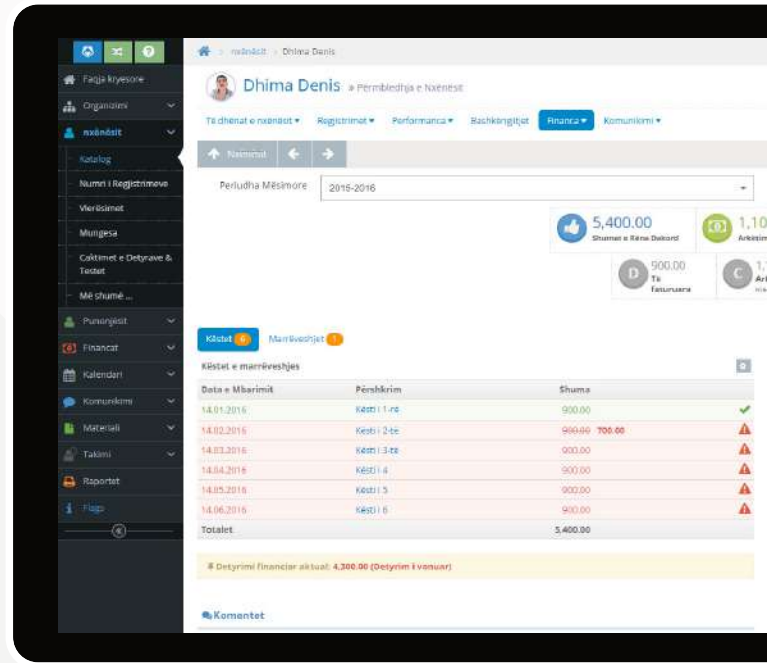 nxënësit > Dhima Denis
Dhima Denis » Përmbledhja e Nxënësit
Faqja kryesore
Organizimi
nxënësit
Katalog
Numri i Regjistrimeve
Vlerësimet
Mungesa
Caktimet e Detyrave &
Testet
Më shumë ...
Punonjësit
Financat
Kalendari
Komunikimi
Materiali
Takimi
Raportet
Flags
Të dhënat e nxënësit Regjistrimet Performanca Bashkëngjitjet Financa Komunikimi
Periudha Mësimore 2015-2016
5,400.00
Shumat e Rëna Dakord
900.00
Të
faturuara
D
C
Këstet 6 Marrëveshjet 1
Këstet e marrëveshjes
Data e Mbarimit Përshkrim Shuma
14.01.2016 Kësti i 1-rë 900.00
14.02.2016 Kësti i 2-të 900.00 700.00
14.03.2016 Kësti i 3-të 900.00
14.04.2016 Kësti i 4 900.00
14.05.2016 Kësti i 5 900.00
14.06.2016 Kësti i 6 900.00
Totalet 5,400.00
Detyrimi financiar aktual: 4,300.00 (Detyrim i vonuar)
Komentet